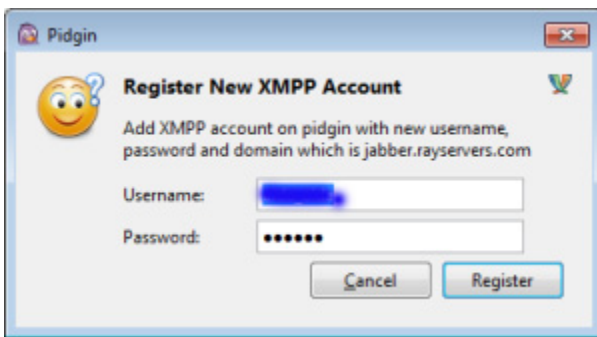 Pidgin
Register New XMPP Account
Add XMPP account on pidgin with new username,
password and domain which is jabber.rayservers.com
Username:
Password: ••••••
Cancel Register